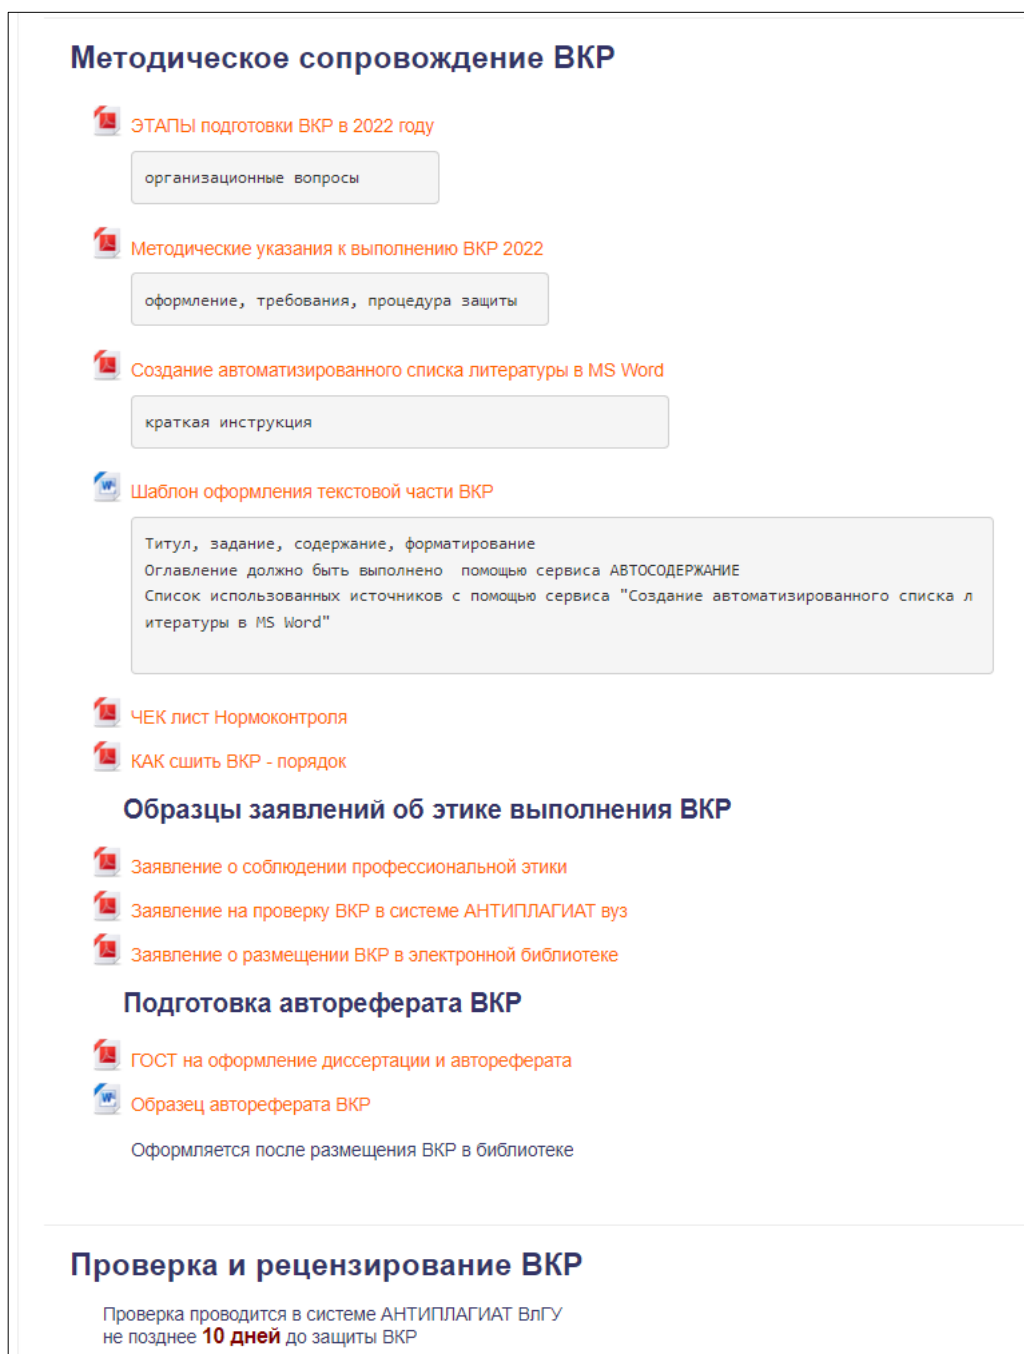 Методическое сопровождение ВКР
ЭТАПЫ подготовки ВКР в 2022 году
организационные вопросы
Методические указания к выполнению ВКР 2022
оформление, требования, процедура защиты
Создание автоматизированного списка литературы в MS Word
краткая инструкция
Шаблон оформления текстовой части ВКР
Титул, задание, содержание, форматирование
Оглавление должно быть выполнено  помощью сервиса АВТОСОДЕРЖАНИЕ
Список использованных источников с помощью сервиса "Создание автоматизированного списка л
итературы в MS Word"
ЧЕК лист Нормоконтроля
КАК сшить ВКР - порядок
Образцы заявлений об этике выполнения ВКР
Заявление о соблюдении профессиональной этики
Заявление на проверку ВКР в системе АНТИПЛАГИАТ вуз
Заявление о размещении ВКР в электронной библиотеке
Подготовка автореферата ВКР
ГОСТ на оформление диссертации и автореферата
Образец автореферата ВКР
Оформляется после размещения ВКР в библиотеке
Проверка и рецензирование ВКР
Проверка проводится в системе АНТИПЛАГИАТ ВлГУ
не позднее 10 дней до защиты ВКР